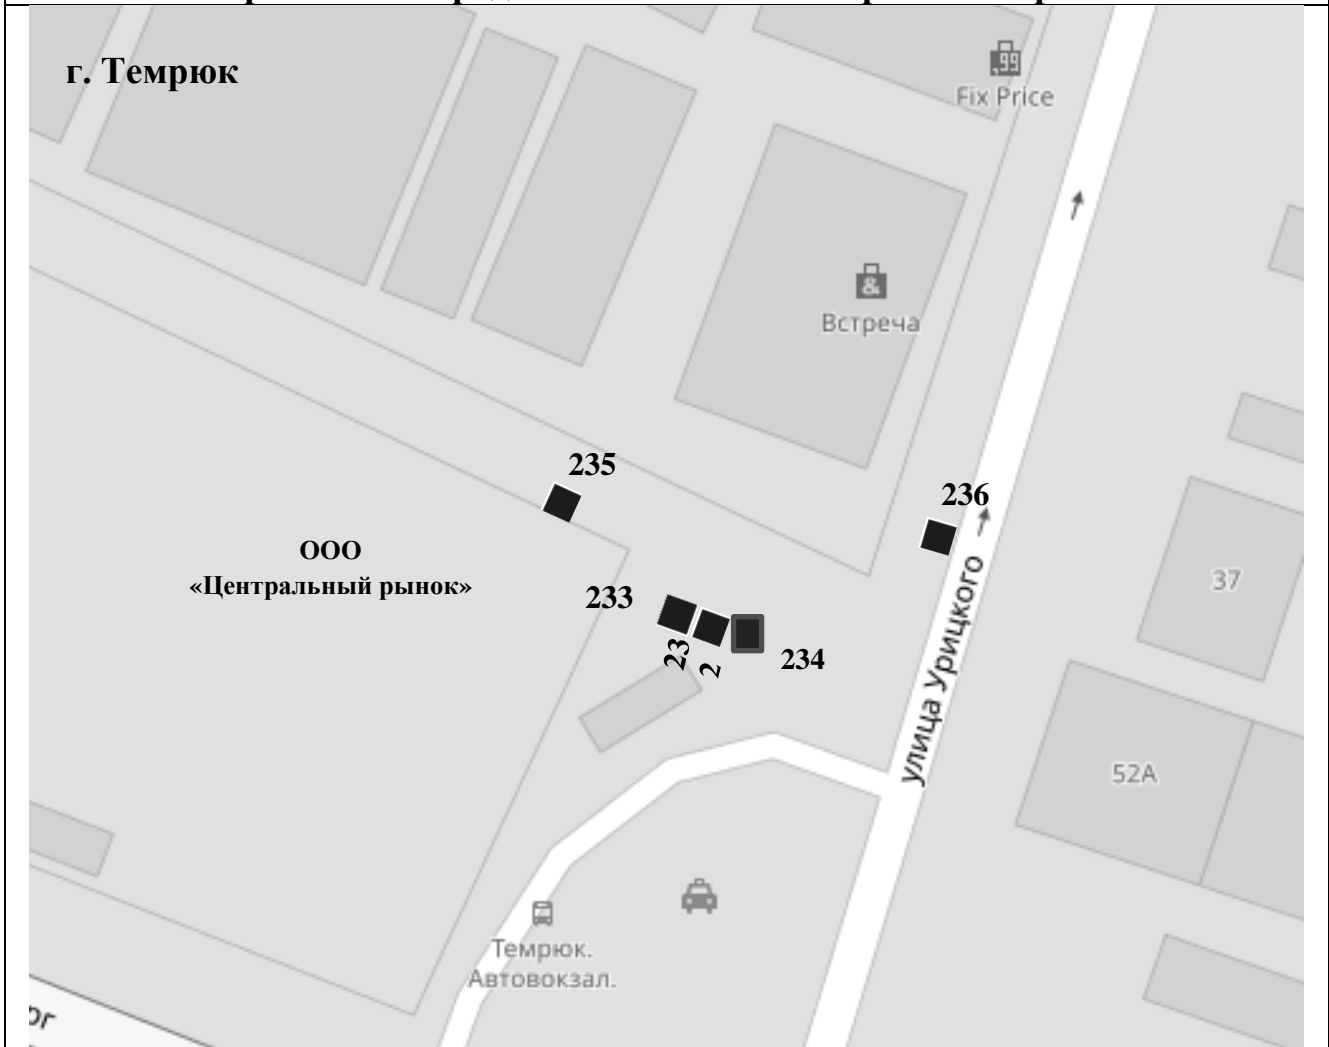 г. Темрюк
Fix Price
Встреча
235
236
ООО
«Центральный рынок»
233
23
2
234
37
улица Урицкого
52А
Темрюк.
Автовокзал.